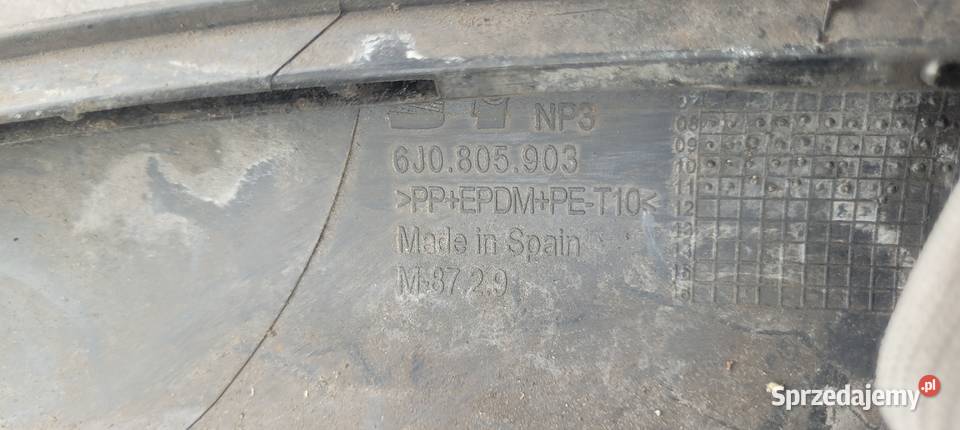 NP3
6J0.805.903
>PP+EPDM+PE-T10<
Made in Spain
M-87.2.9
07
08
09
10
11
12
13
15
Sprzedajemy.pl